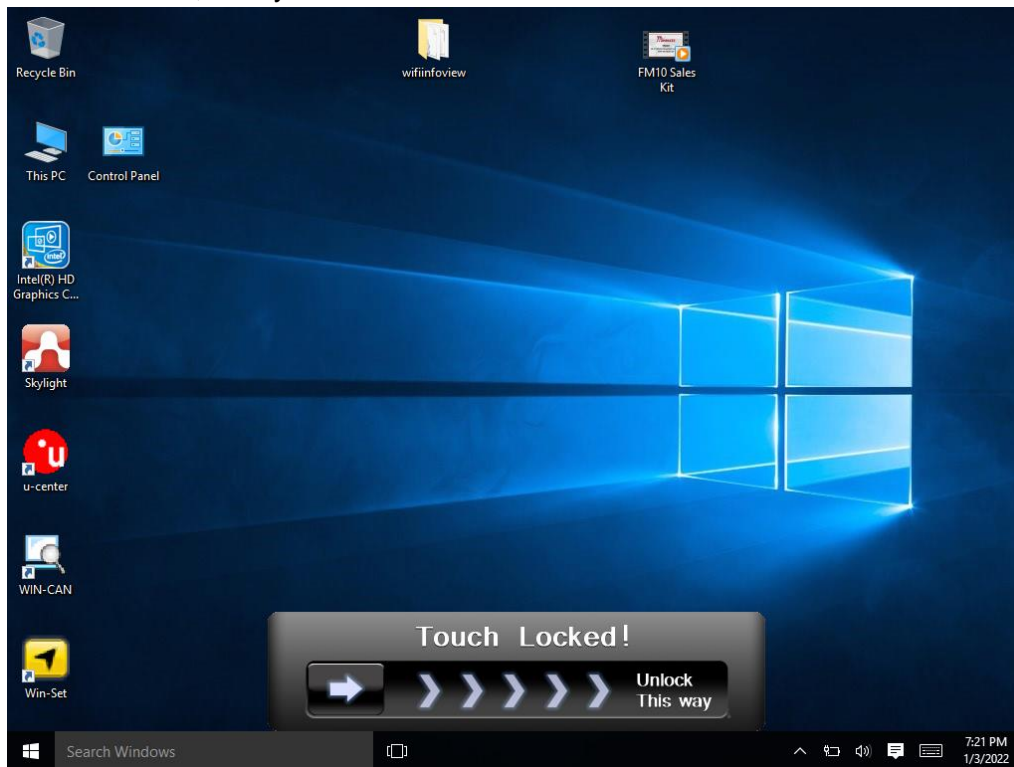 Recycle Bin
wifiinfoview
FM10 Sales
Kit
This PC
Control Panel
intel
Intel(R) HD
Graphics C...
Skylight
u
u-center
WIN-CAN
Win-Set
Touch Locked!
Unlock
This way
Search Windows
7:21 PM
1/3/2022